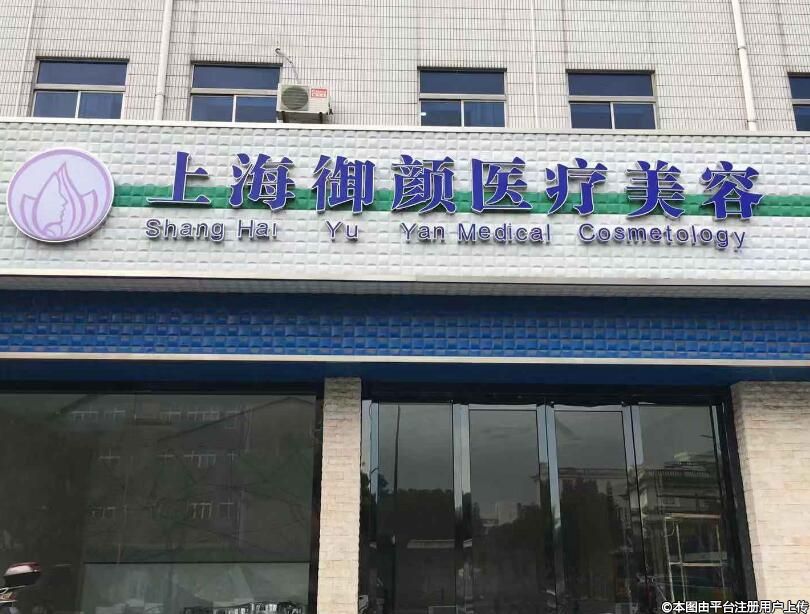 上海御颜医疗美容
Shang Hai Yu Yan Medical Cosmetology
©本图由平台注册用户上传